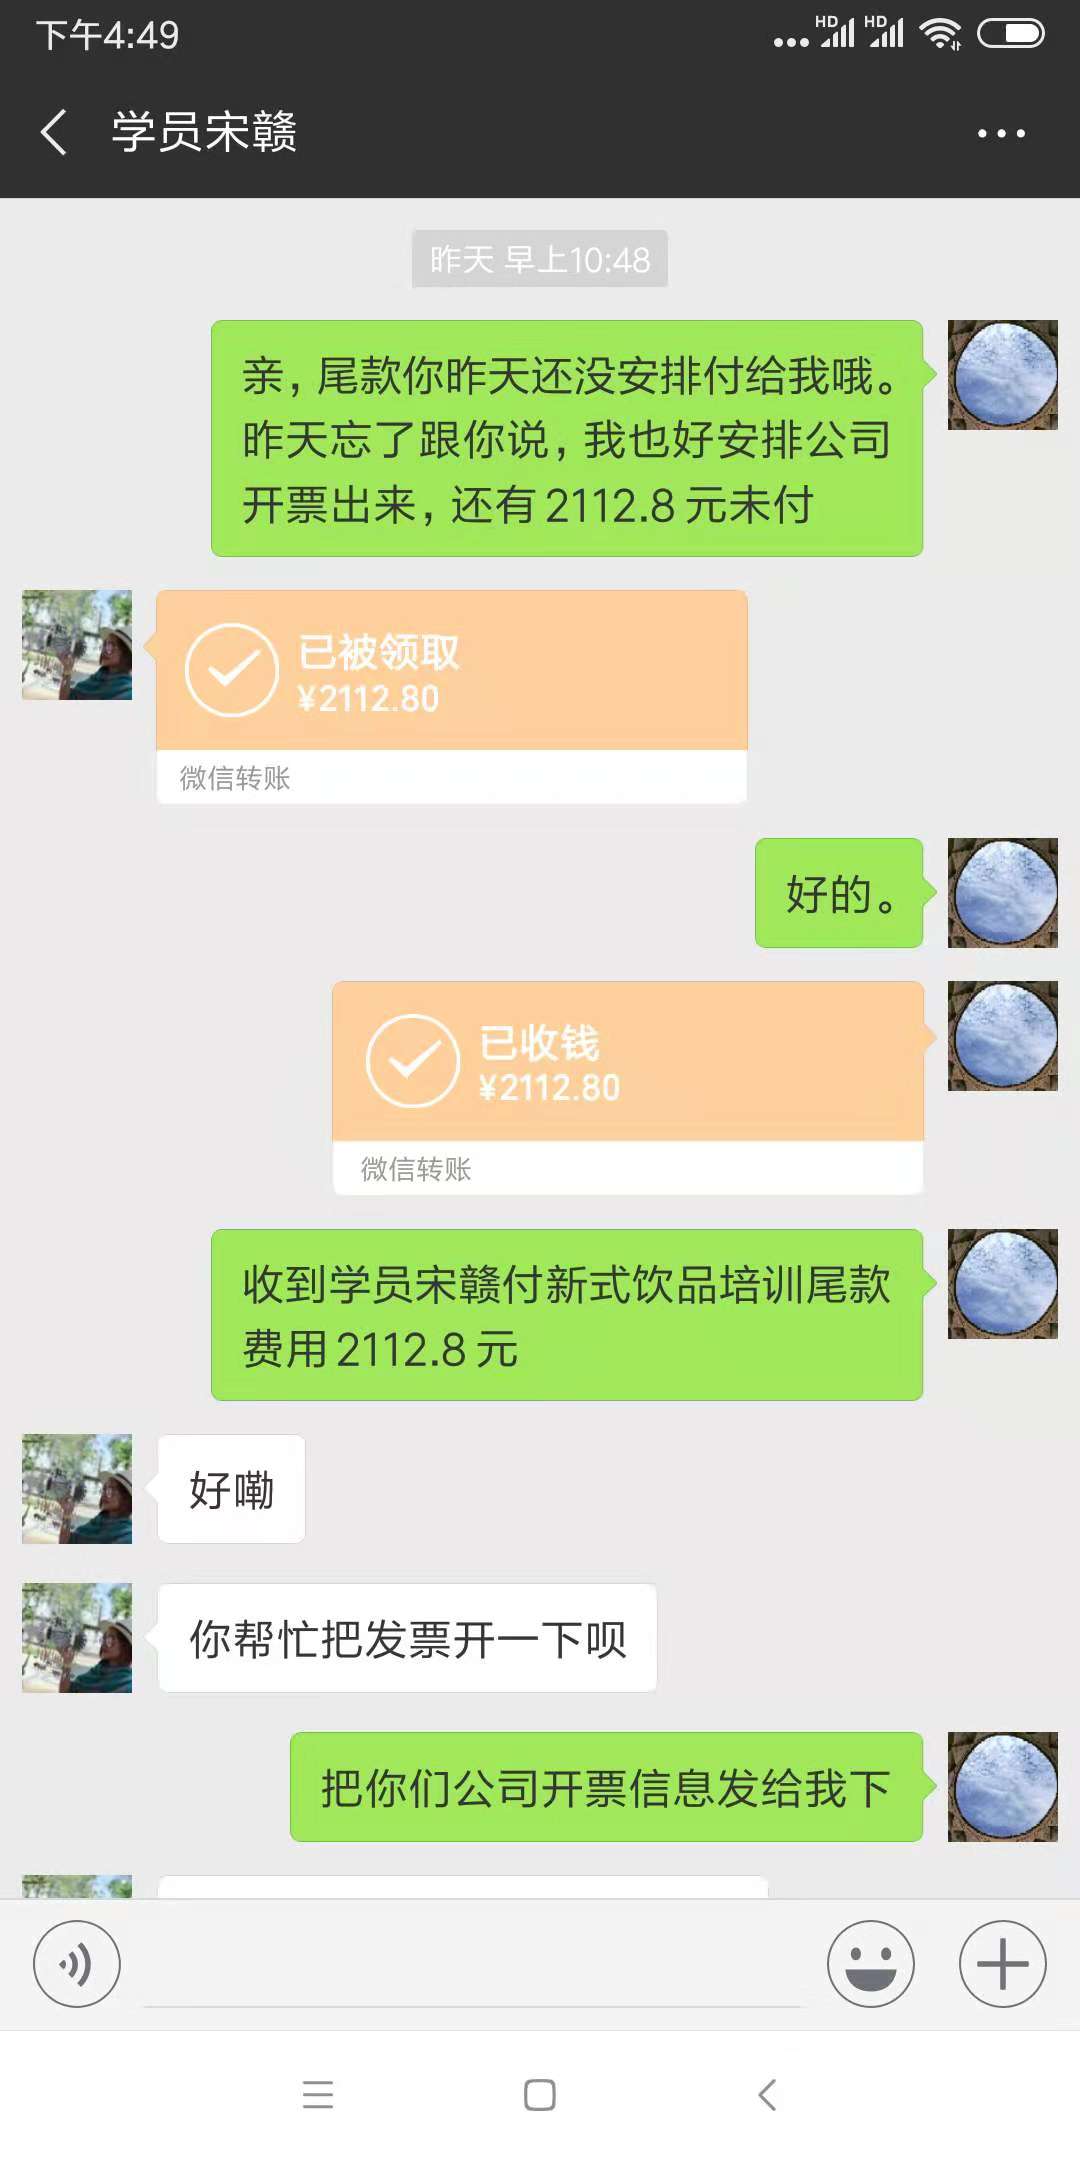 下午4:49
HD HD
学员宋赣
昨天 早上10:48
亲，尾款你昨天还没安排付给我哦。
昨天忘了跟你说，我也好安排公司
开票出来，还有2112.8元未付
已被领取
¥2112.80
微信转账
好的。
已收钱
¥2112.80
微信转账
收到学员宋赣付新式饮品培训尾款
费用2112.8元
好嘞
你帮忙把发票开一下呗
把你们公司开票信息发给我下